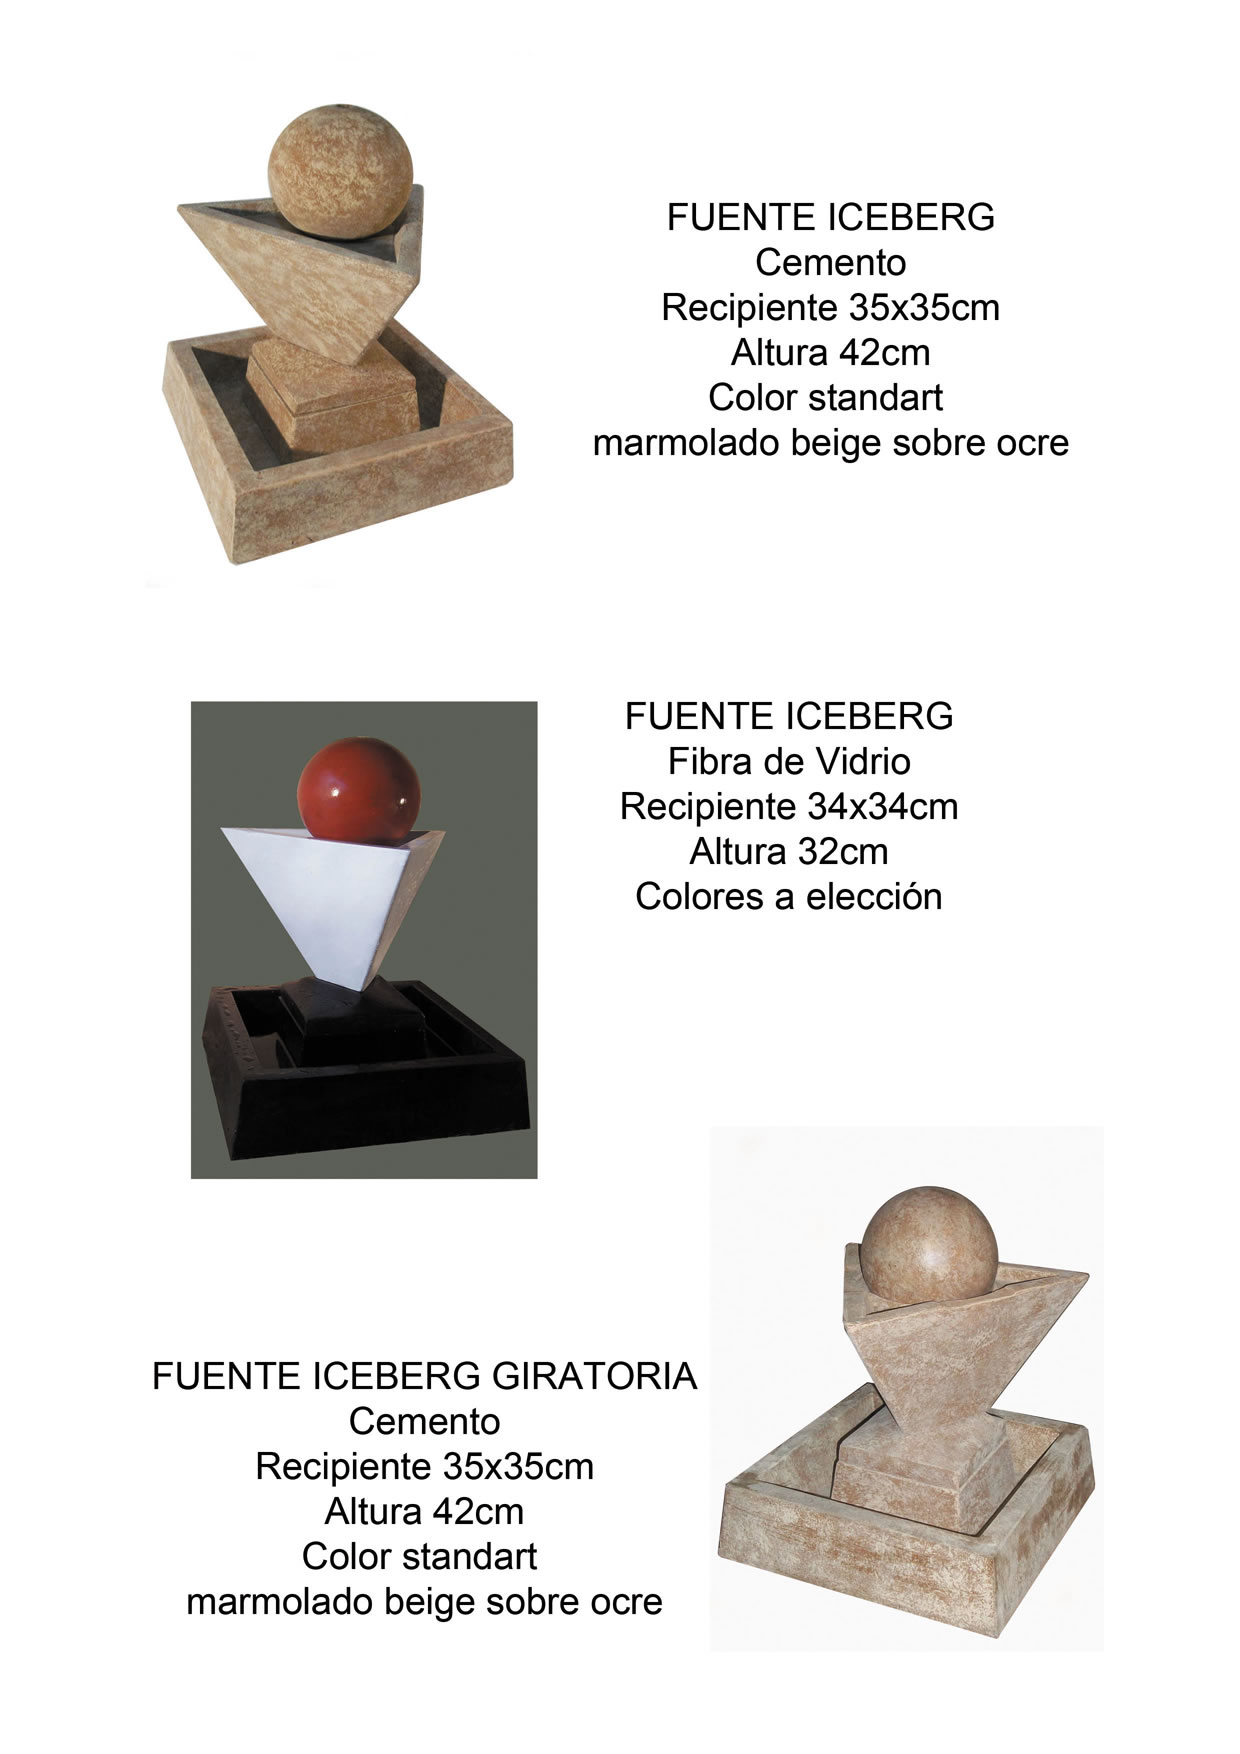 FUENTE ICEBERG
Cemento
Recipiente 35x35cm
Altura 42cm
Color standart
marmolado beige sobre ocre
FUENTE ICEBERG
Fibra de Vidrio
Recipiente 34x34cm
Altura 32cm
Colores a elección
FUENTE ICEBERG GIRATORIA
Cemento
Recipiente 35x35cm
Altura 42cm
Color standart
marmolado beige sobre ocre